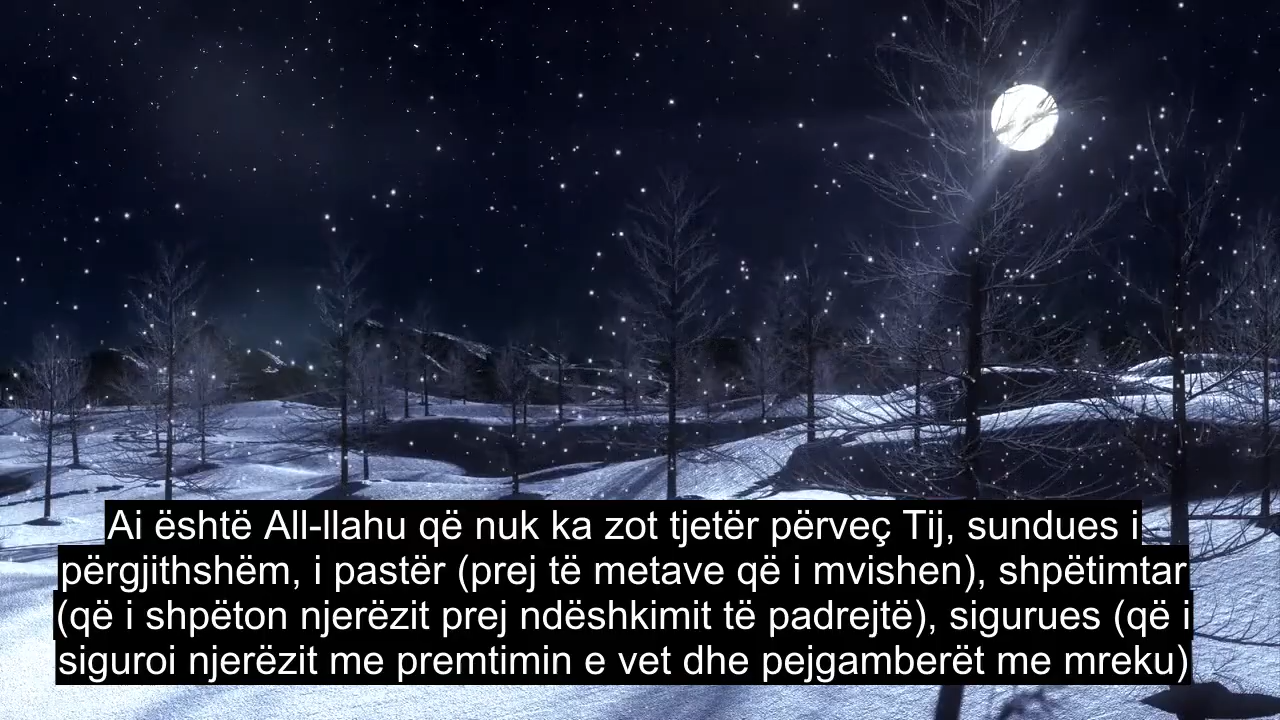 Ai është All-llahu që nuk ka zot tjetër përveç Tij, sundues i
përgjithshëm, i pastër (prej të metave që i mvishen), shpëtimtar
(që i shpëton njerëzit prej ndëshkimit të padrejtë), sigurues (që i
siguroi njerëzit me premtimin e vet dhe pejgamberët me mreku)